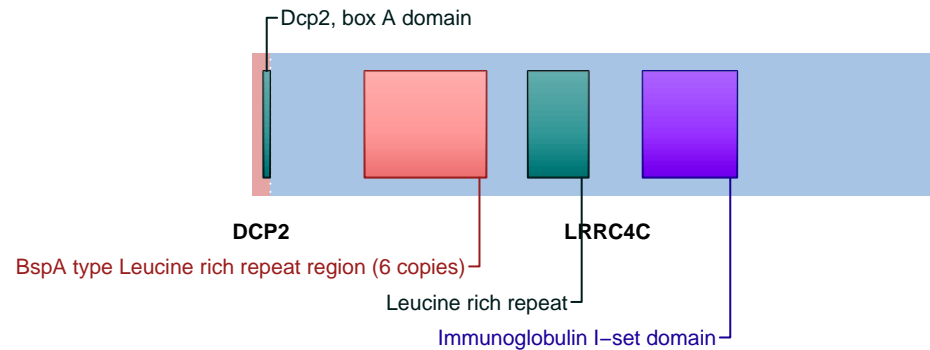 Dcp2, box A domain
DCP2
LRRC4C
BspA type Leucine rich repeat region (6 copies)
Leucine rich repeat
Immunoglobulin I−set domain